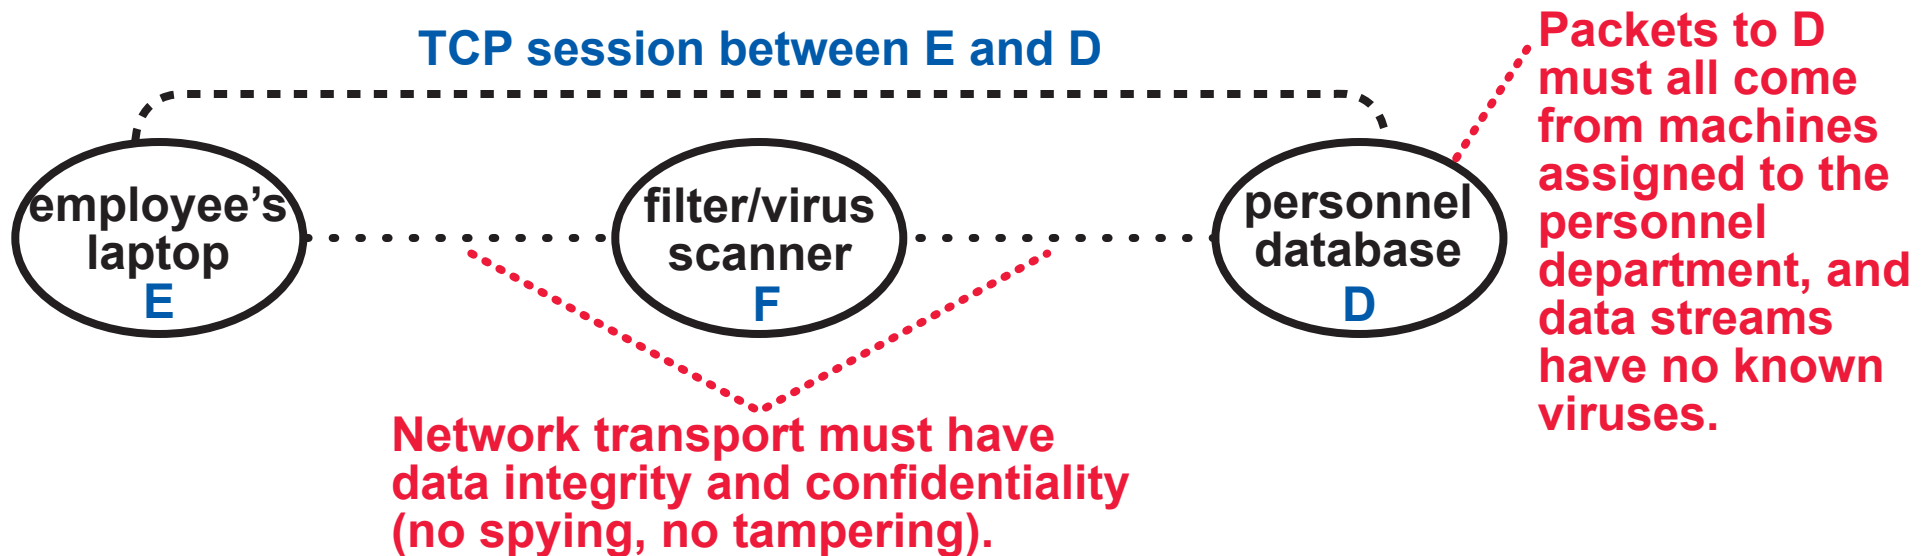 TCP session between E and D
employee’s
laptop
E
filter/virus
scanner
F
personnel
database
D
Packets to D
must all come
from machines
assigned to the
personnel
department, and
data streams
have no known
viruses.
Network transport must have
data integrity and confidentiality
(no spying, no tampering).